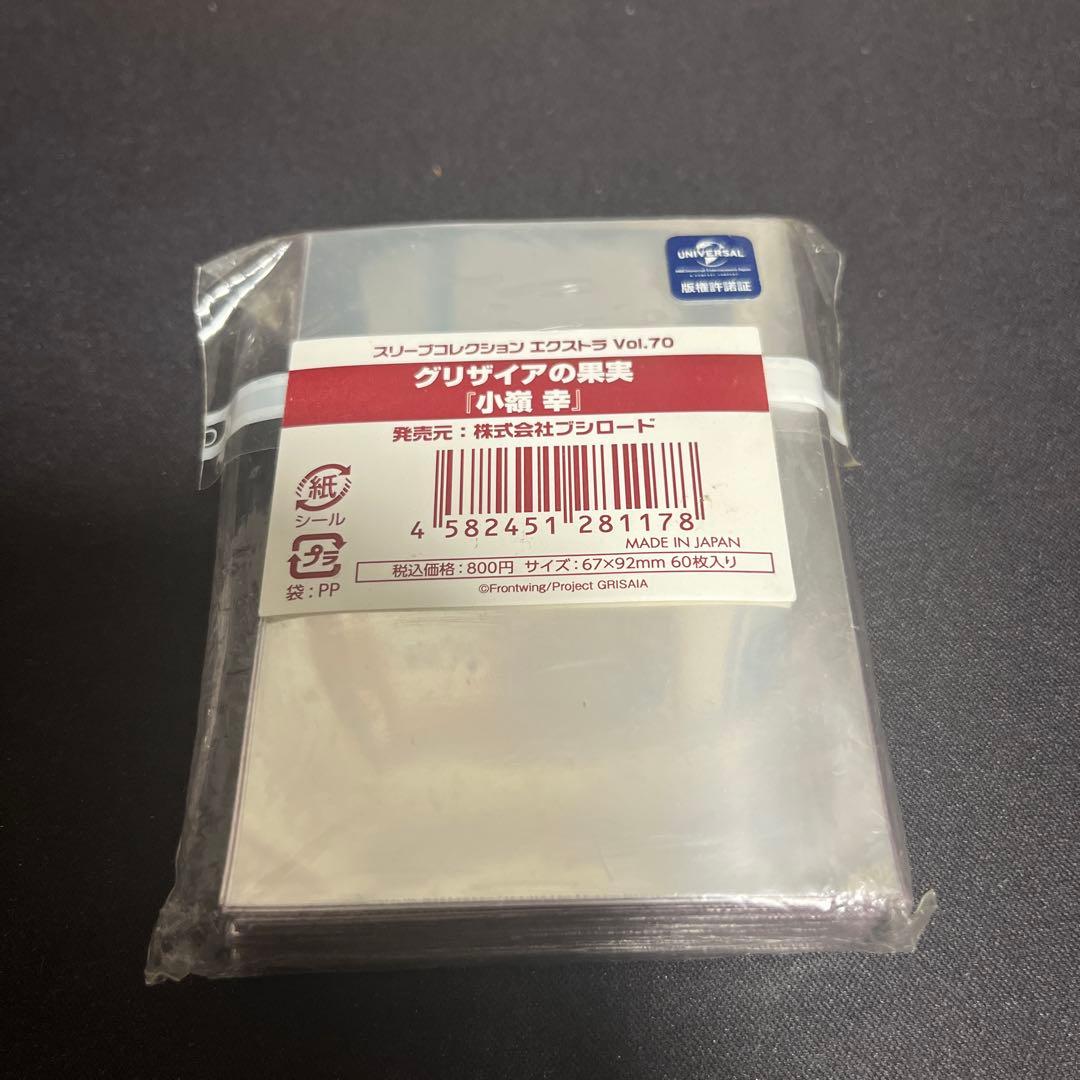 UNIVERSAL
版権許諾証
スリーブコレクション エクストラ Vol.70
グリザイアの果実
『小嶺 幸』
発売元：株式会社ブシロード
紙
シール
プラ
袋：PP
4 582451 281178
MADE IN JAPAN
税込価格：800円 サイズ：67×92mm 60枚入り
©Frontwing/Project GRISAIA